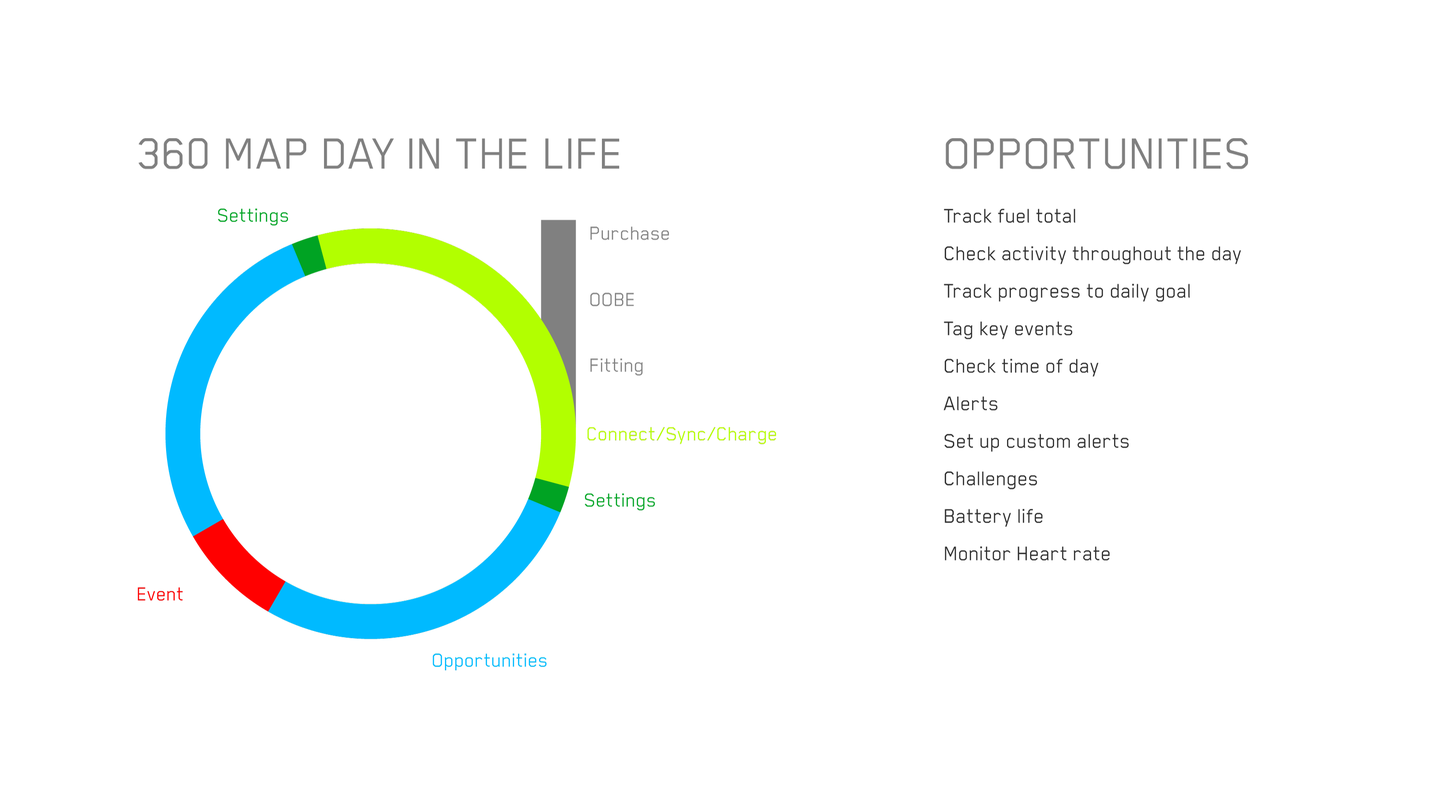 360 MAP DAY IN THE LIFE
Settings
Purchase
OOBE
Fitting
Connect/Sync/Charge
Settings
Event
Opportunities
OPPORTUNITIES
Track fuel total
Check activity throughout the day
Track progress to daily goal
Tag key events
Check time of day
Alerts
Set up custom alerts
Challenges
Battery life
Monitor Heart rate